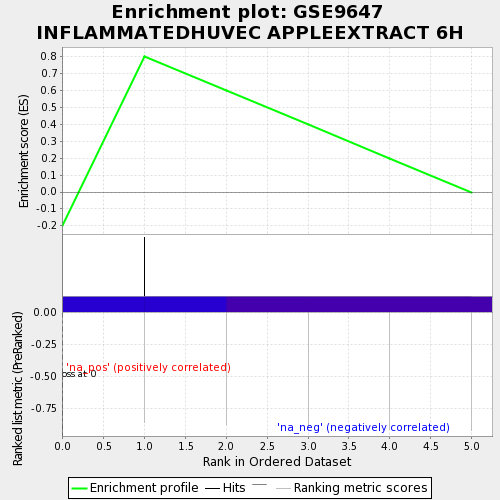 Enrichment plot: GSE9647
INFLAMMATEDHUVEC APPLEEXTRACT 6H
Enrichment score (ES)
0.8
0.7
0.6
0.5
0.4
0.3
0.2
0.1
0.0
-0.1
-0.2
Ranked list metric (PreRanked)
0.00
-0.25
-0.50
-0.75
'na_pos' (positively correlated)
'na_neg' (negatively correlated)
0.0 0.5 1.0 1.5 2.0 2.5 3.0 3.5 4.0 4.5 5.0
Rank in Ordered Dataset
Enrichment profile Hits Ranking metric scores